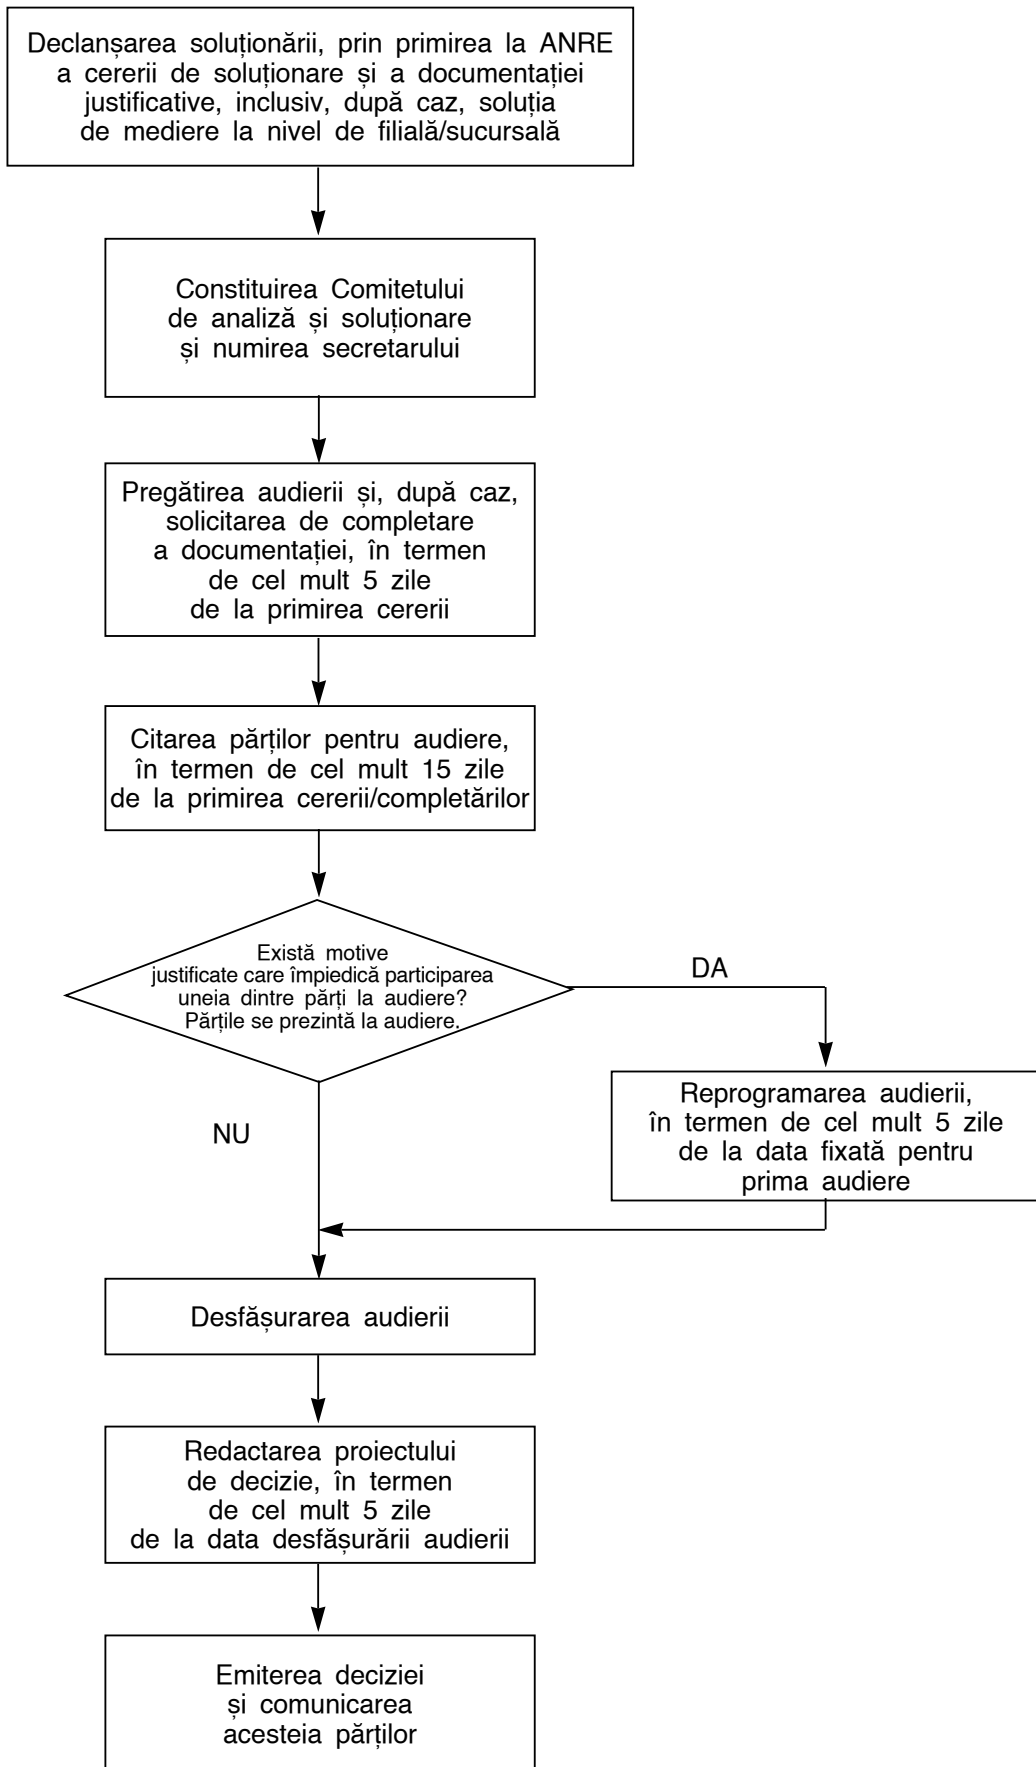 Declanșarea soluționării, prin primirea la ANRE
a cererii de soluționare și a documentației
justificative, inclusiv, după caz, soluția
de mediere la nivel de filială/sucursală
Constituirea Comitetului
de analiză și soluționare
și numirea secretarului
Pregătirea audierii și, după caz,
solicitarea de completare
a documentației, în termen
de cel mult 5 zile
de la primirea cererii
Citarea părților pentru audiere,
în termen de cel mult 15 zile
de la primirea cererii/completărilor
Există motive
justificate care împiedică participarea
uneia dintre părți la audiere?
Părțile se prezintă la audiere.
DA
Reprogramarea audierii,
în termen de cel mult 5 zile
de la data fixată pentru
prima audiere
NU
Desfășurarea audierii
Redactarea proiectului
de decizie, în termen
de cel mult 5 zile
de la data desfășurării audierii
Emiterea deciziei
și comunicarea
acesteia părților